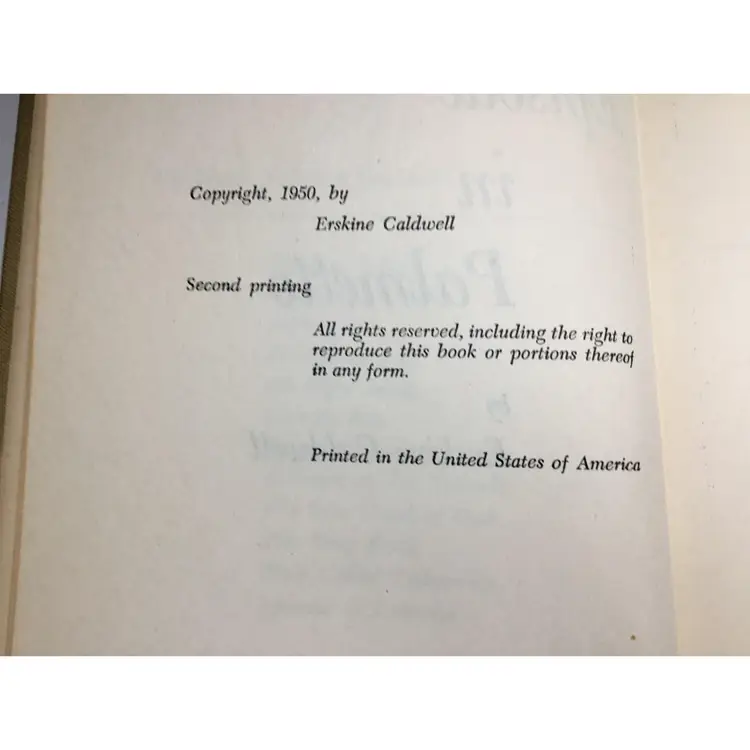 Copyright, 1950, by
Erskine Caldwell
Second printing
All rights reserved, including the right to
reproduce this book or portions thereof
in any form.
Printed in the United States of America